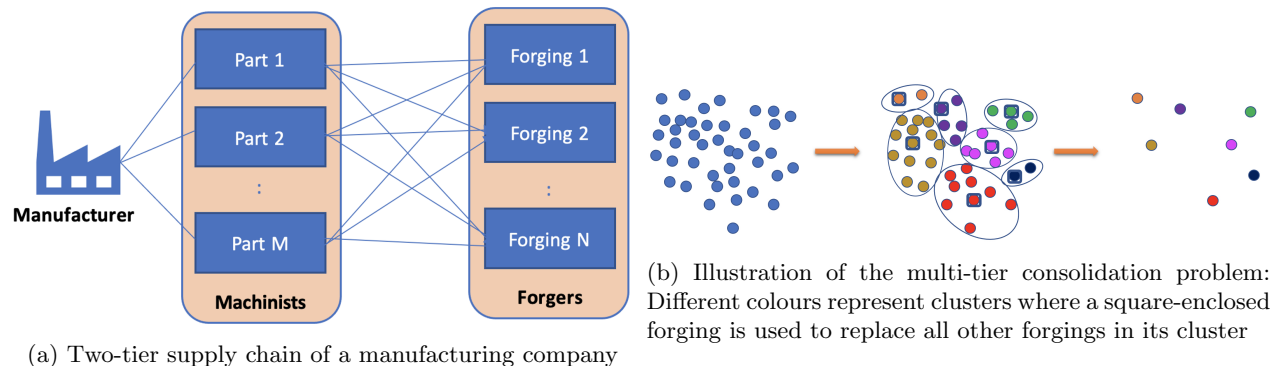 Manufacturer
Part 1
Part 2
:
Part M
Machinists
Forging 1
Forging 2
:
Forging N
Forgers
(a) Two-tier supply chain of a manufacturing company
(b) Illustration of the multi-tier consolidation problem:
Different colours represent clusters where a square-enclosed
forging is used to replace all other forgings in its cluster